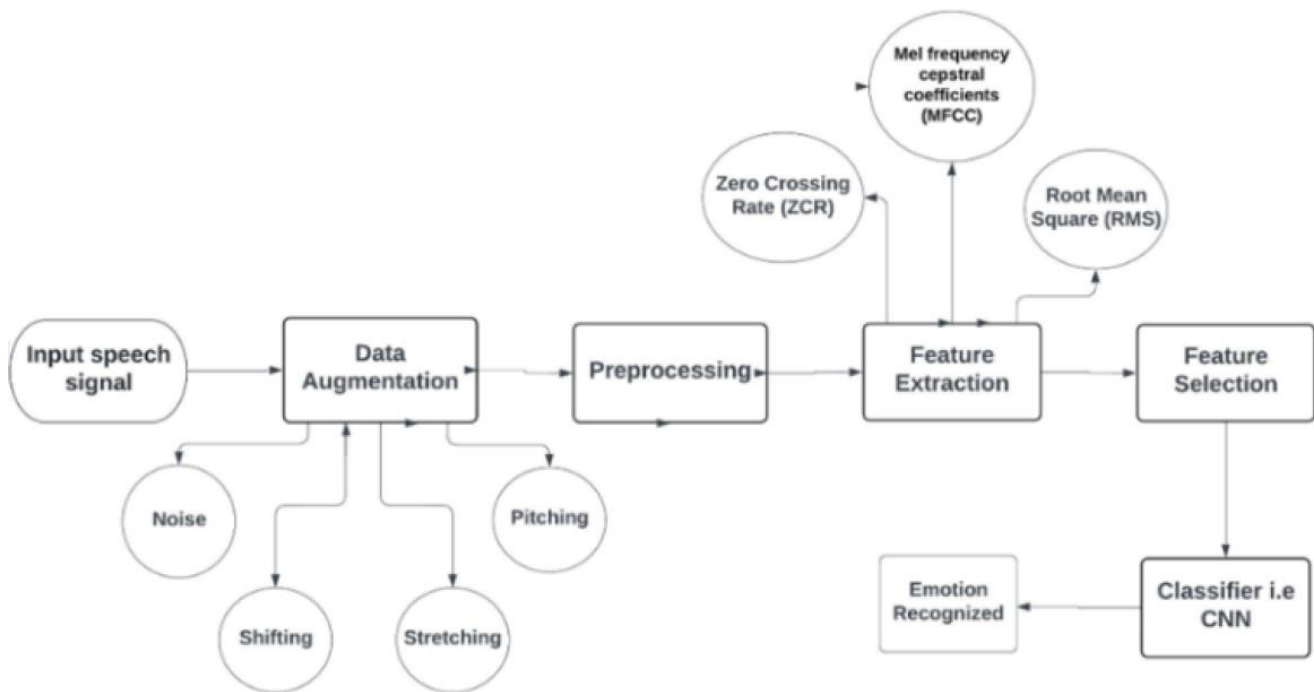 Mel frequency
cepstral
coefficients
(MFCC)
Zero Crossing
Rate (ZCR)
Root Mean
Square (RMS)
Input speech
signal
Data
Augmentation
Preprocessing
Feature
Extraction
Feature
Selection
Noise
Pitching
Shifting
Stretching
Emotion
Recognized
Classifier i.e
CNN